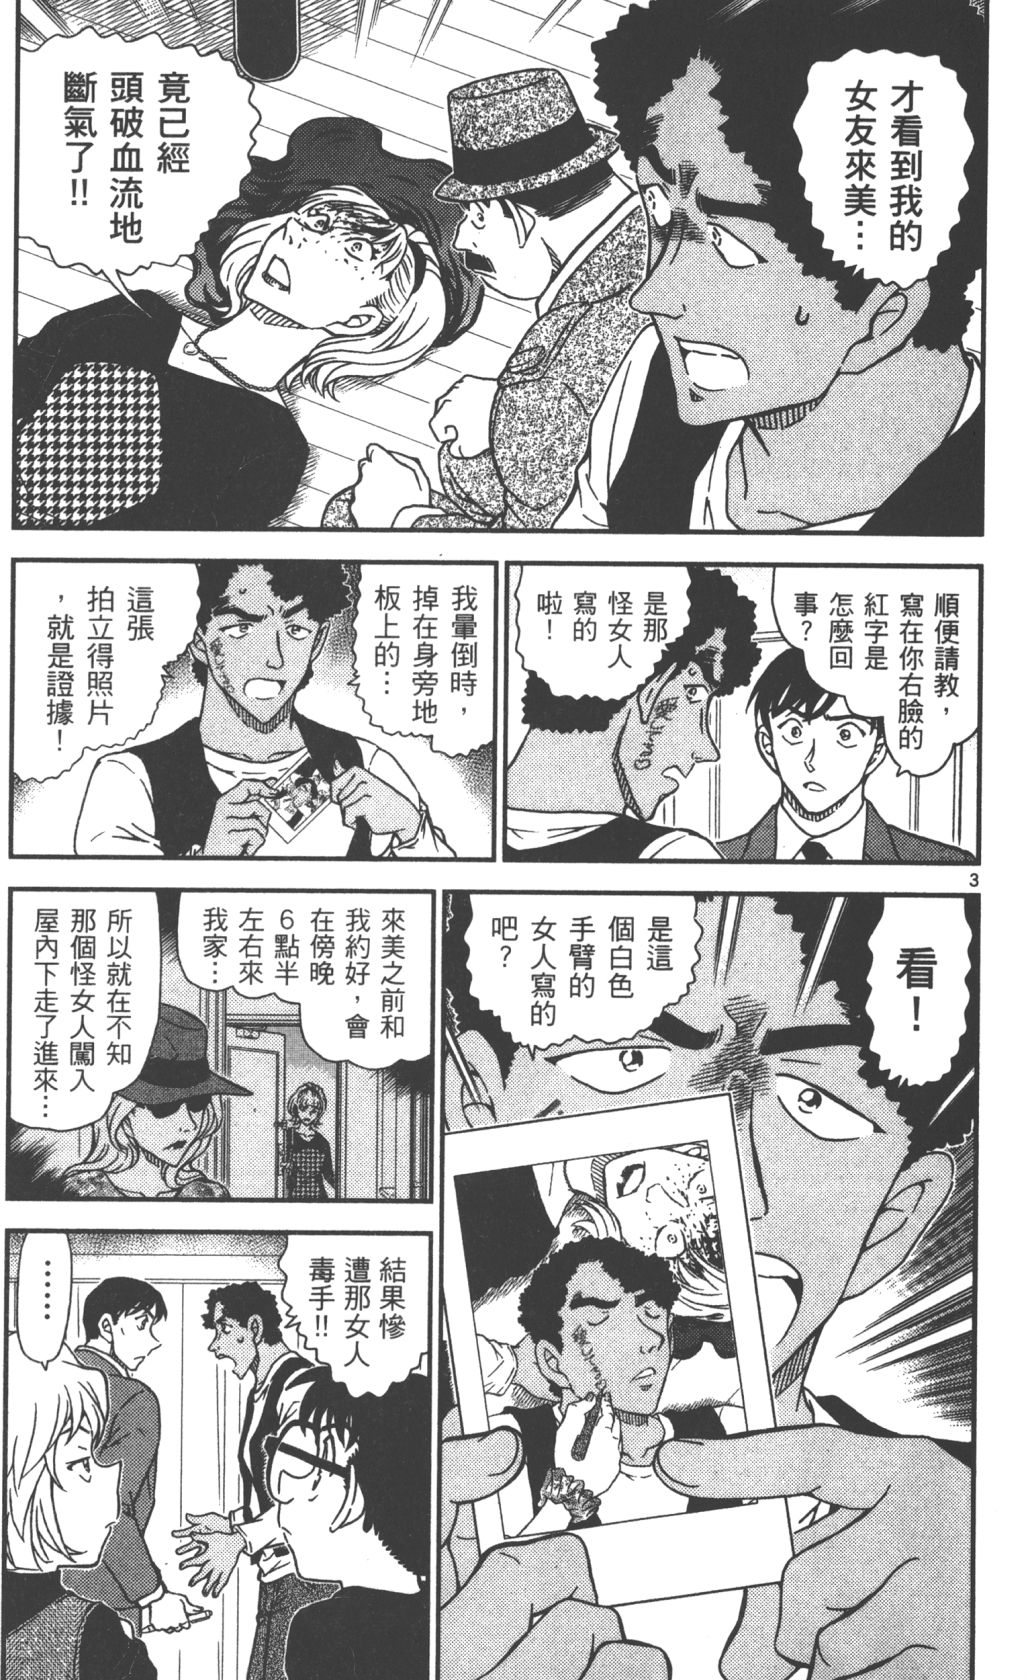 才看到我的
女友來美…
竟已經
頭破血流地
斷氣了!!
順便請教，
寫在你右臉的
紅字是
怎麼回
事？
是那
怪女人
寫的
啦！
我暈倒時，
掉在身旁地
板上的…
這張
拍立得照片
，就是證據！
3
看！
是這
個白色
手臂的
女人寫的
吧？
來美之前和
我約好，會
在傍晚
6點半
左右來
我家…
所以就在不知
那個怪女人闖入
屋內下走了進來…
結果慘
遭那女人
毒手!!
……